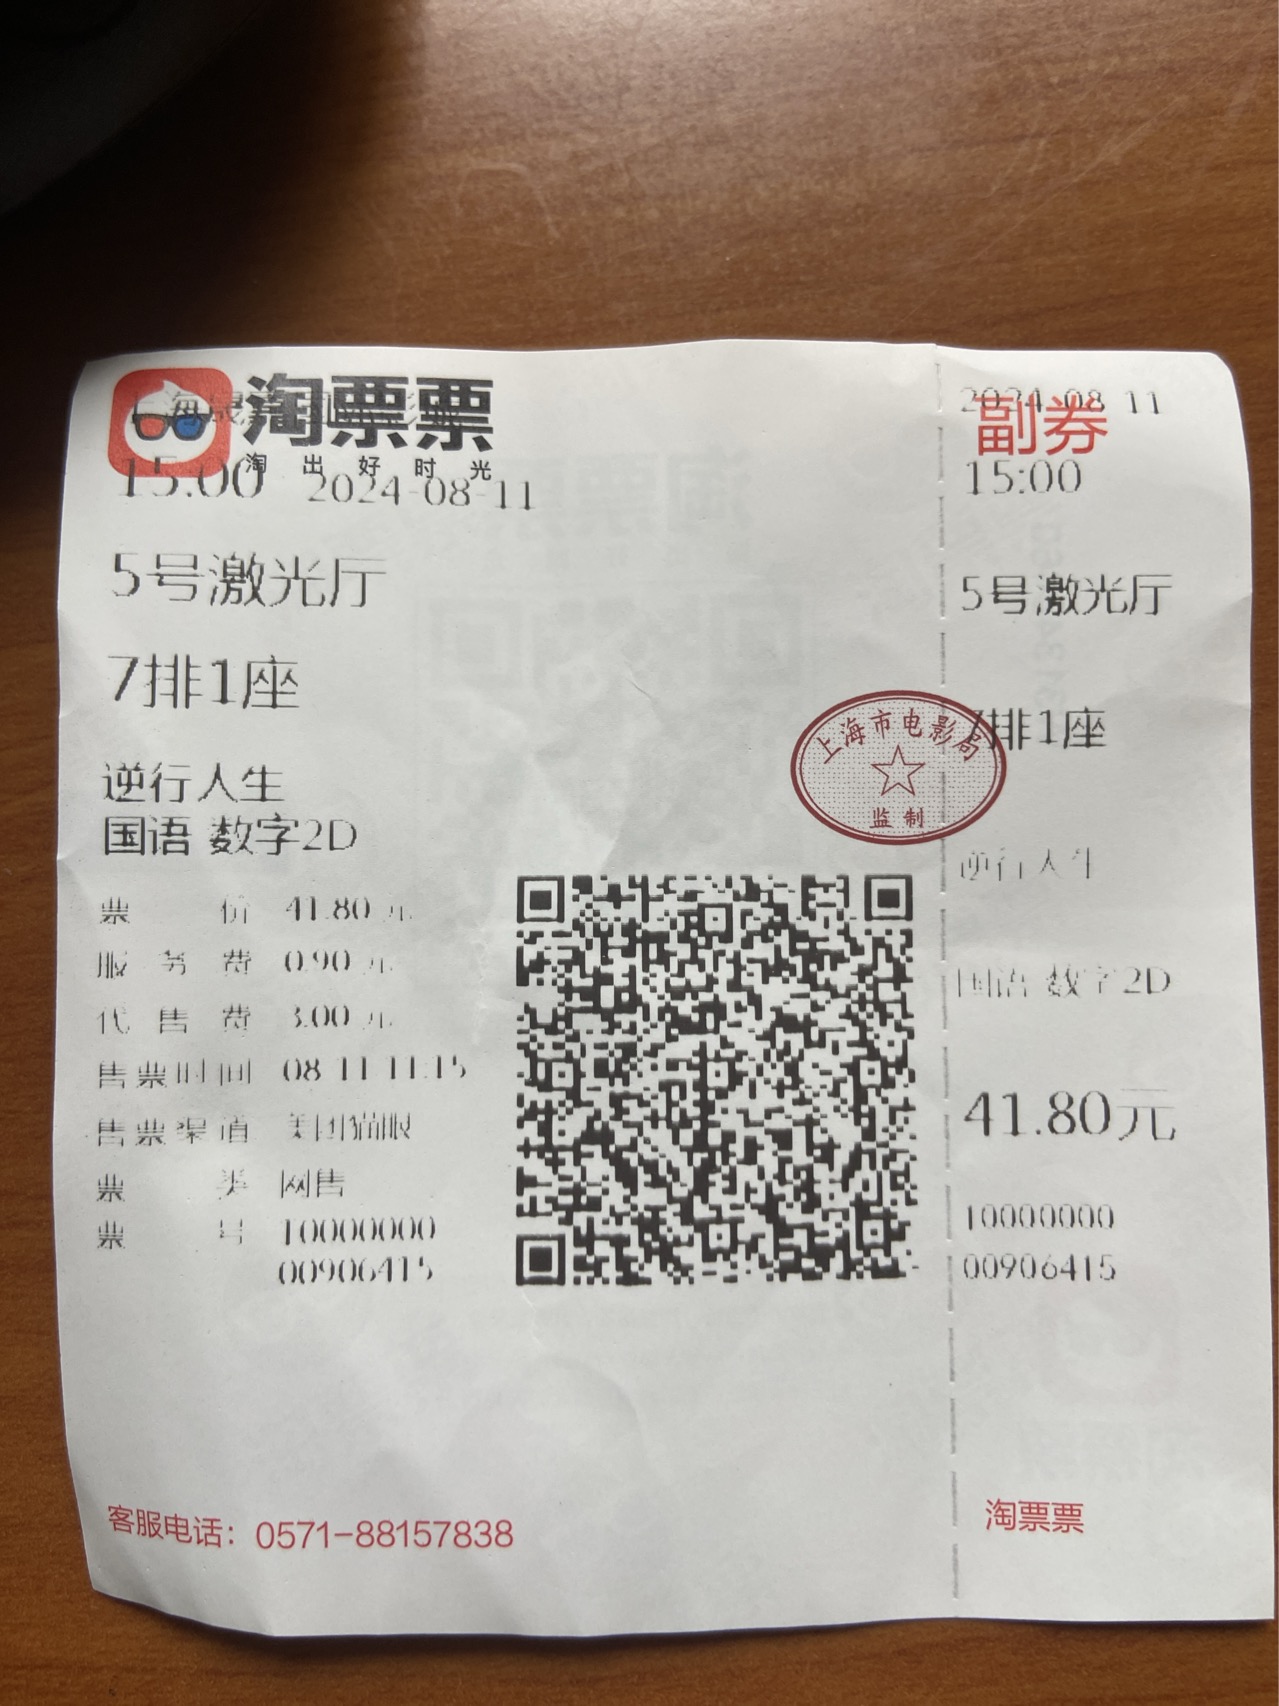 淘票票
淘出好时光
15:00 2024-08-11
5号激光厅
7排1座
逆行人生
国语 数字2D
票价 41.80元
服务费 0.90元
代售费 3.00元
售票时间 08-11 11:15
售票渠道 美团猫眼
票类 网售
票号 10000000
00906415
客服电话：0571-88157838
上海市电影局
监制
2024-08-11
副券
15:00
5号激光厅
7排1座
逆行人生
国语 数字2D
41.80元
10000000
00906415
淘票票